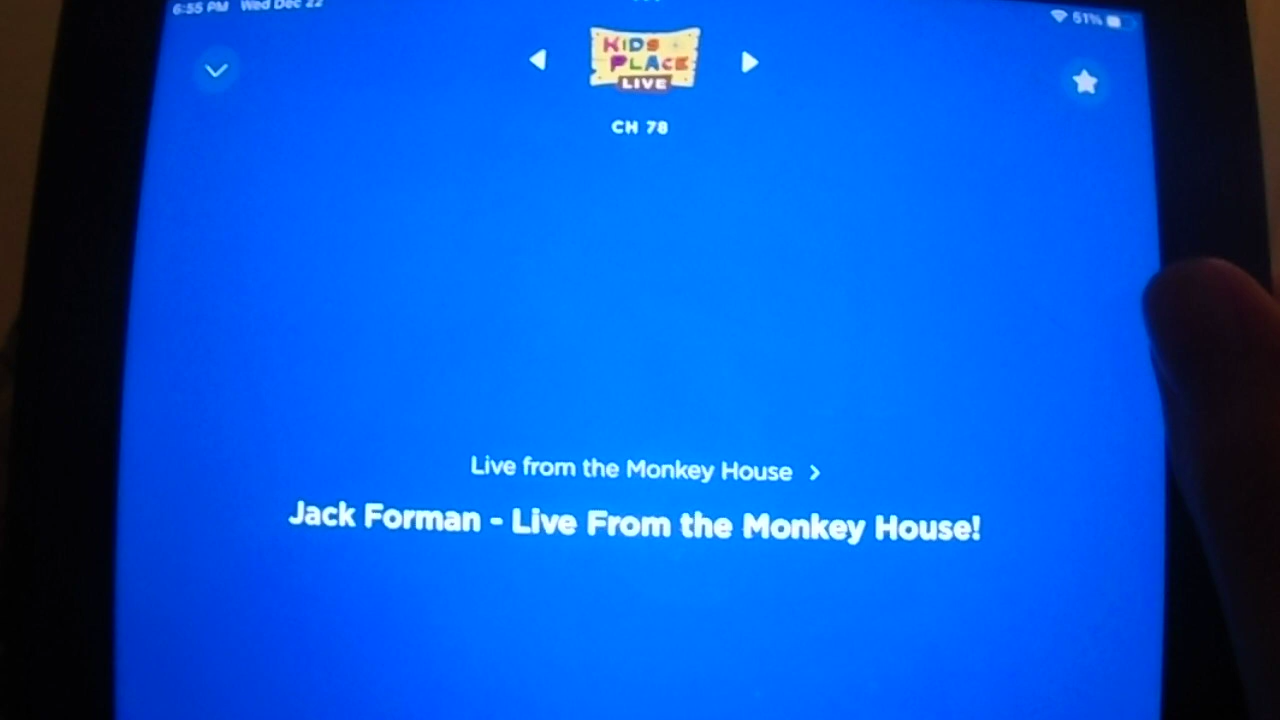 6:55 PM Wed Dec 22
61%
KIDS
PLACE
LIVE
CH 78
Live from the Monkey House >
Jack Forman - Live From the Monkey House!